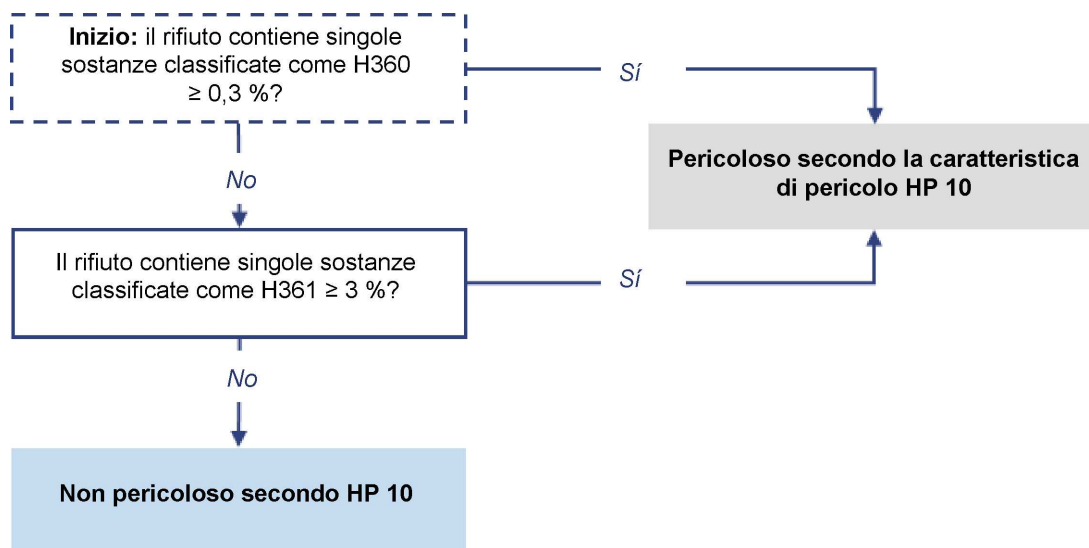 Inizio: il rifiuto contiene singole
sostanze classificate come H360
≥ 0,3 %?
Sí
Pericoloso secondo la caratteristica
di pericolo HP 10
No
Il rifiuto contiene singole sostanze
classificate come H361 ≥ 3 %?
Sí
No
Non pericoloso secondo HP 10